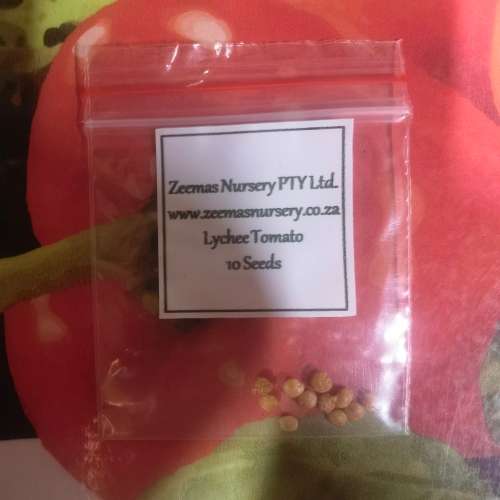 Zeemas Nursery PTY Ltd.
www.zeemasnursery.co.za
Lychee Tomato
10 Seeds